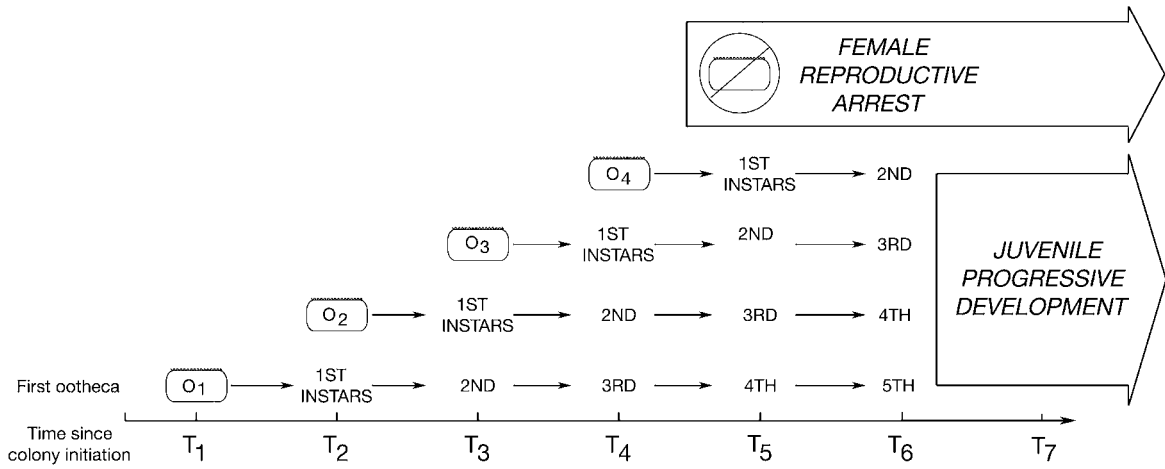 FEMALE
REPRODUCTIVE
ARREST
O4 1ST INSTARS 2ND
O3 1ST INSTARS 2ND 3RD
O2 1ST INSTARS 2ND 3RD 4TH
First ootheca O1 1ST INSTARS 2ND 3RD 4TH 5TH
JUVENILE
PROGRESSIVE
DEVELOPMENT
Time since
colony initiation
T1 T2 T3 T4 T5 T6 T7